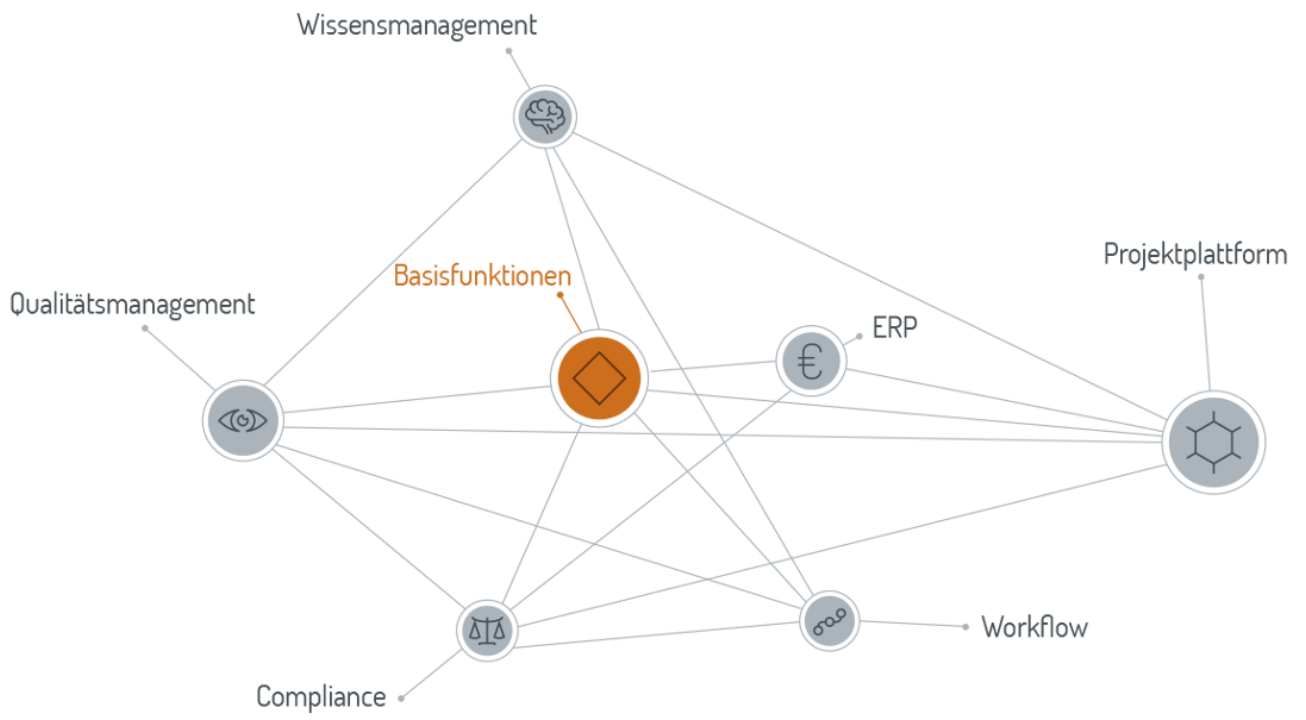 Wissensmanagement
Projektplattform
Basisfunktionen
Qualitätsmanagement
ERP
€
Workflow
Compliance